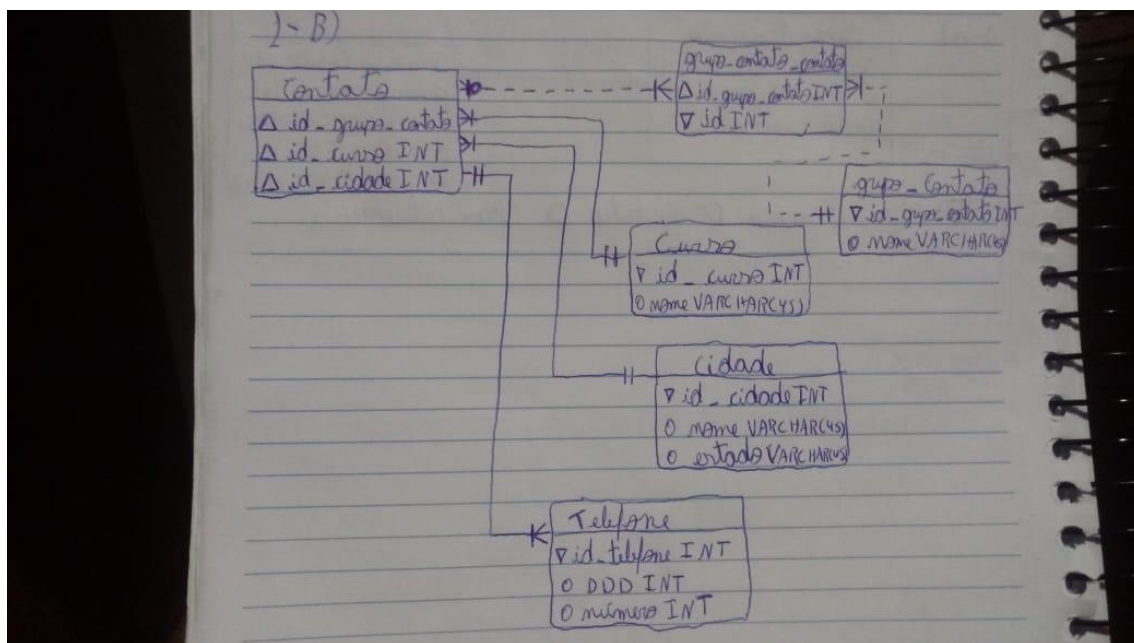 1-B)
Contato
Δ id_grupo_contato
Δ id_curso INT
Δ id_cidade INT
grupo_contato_contato
Δ id_grupo_contato INT
∇ id INT
grupo_Contato
∇ id_grupo_contato INT
O nome VARCHAR(45)
Curso
∇ id_curso INT
O nome VARCHAR(45)
Cidade
∇ id_cidade INT
O nome VARCHAR(45)
O estado VARCHAR(45)
Telefone
∇ id_telefone INT
O DDD INT
O número INT